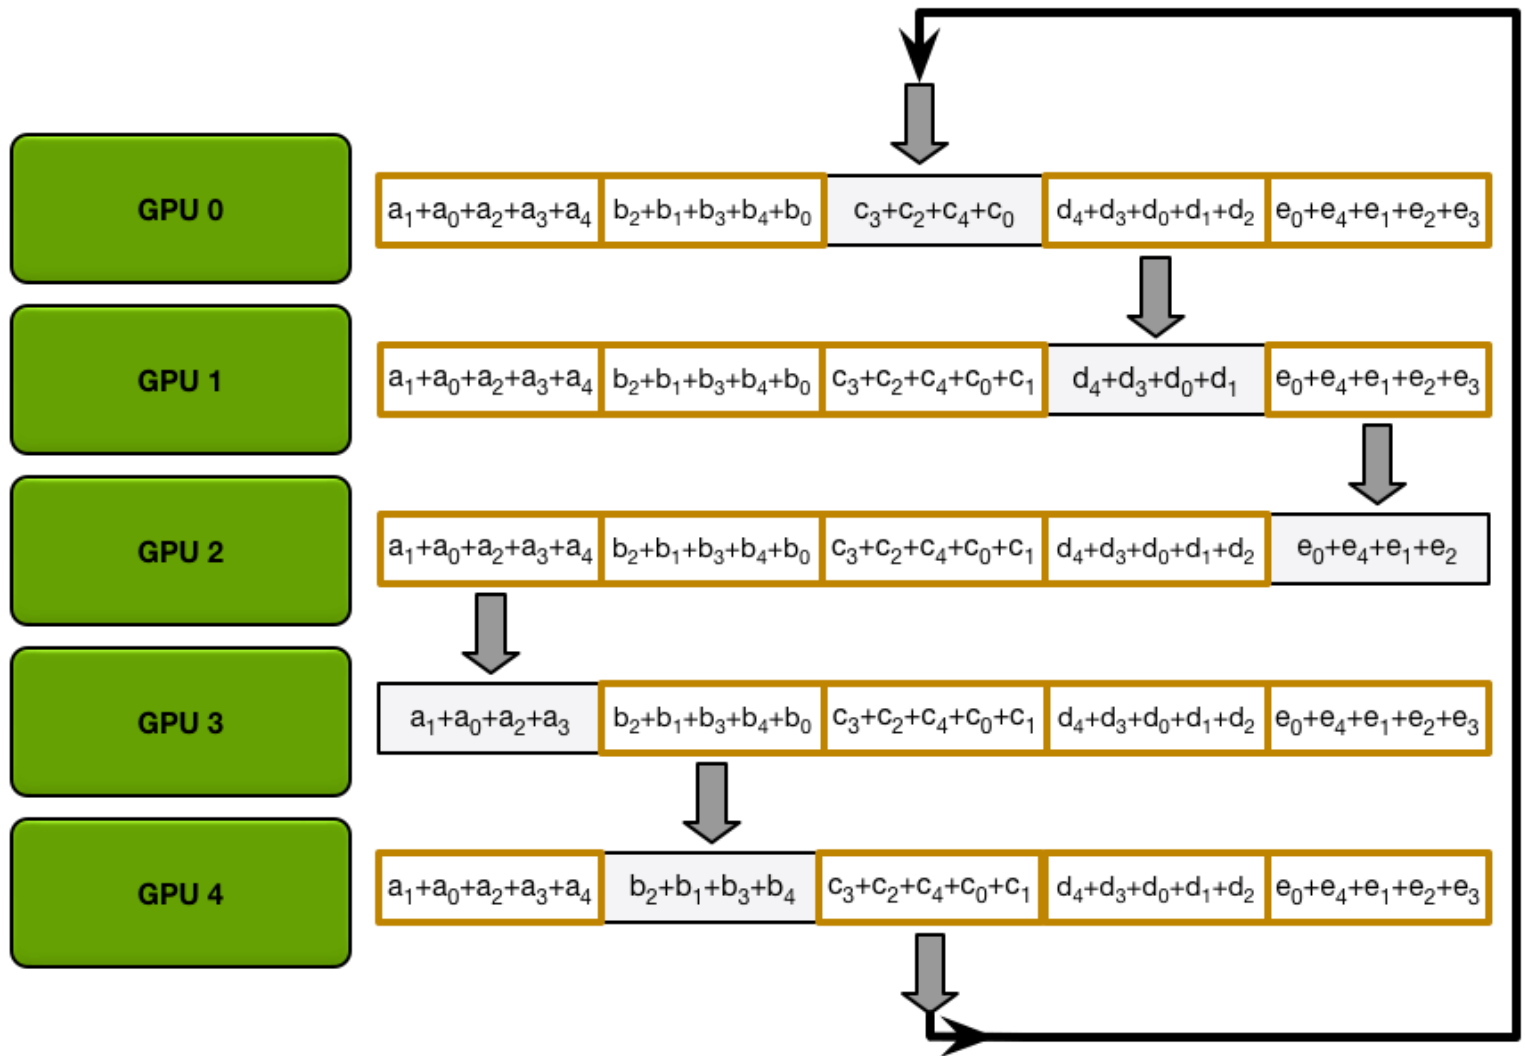 GPU 0
a₁+a₀+a₂+a₃+a₄ b₂+b₁+b₃+b₄+b₀ c₃+c₂+c₄+c₀ d₄+d₃+d₀+d₁+d₂ e₀+e₄+e₁+e₂+e₃
GPU 1
a₁+a₀+a₂+a₃+a₄ b₂+b₁+b₃+b₄+b₀ c₃+c₂+c₄+c₀+c₁ d₄+d₃+d₀+d₁ e₀+e₄+e₁+e₂+e₃
GPU 2
a₁+a₀+a₂+a₃+a₄ b₂+b₁+b₃+b₄+b₀ c₃+c₂+c₄+c₀+c₁ d₄+d₃+d₀+d₁+d₂ e₀+e₄+e₁+e₂
GPU 3
a₁+a₀+a₂+a₃ b₂+b₁+b₃+b₄+b₀ c₃+c₂+c₄+c₀+c₁ d₄+d₃+d₀+d₁+d₂ e₀+e₄+e₁+e₂+e₃
GPU 4
a₁+a₀+a₂+a₃+a₄ b₂+b₁+b₃+b₄ c₃+c₂+c₄+c₀+c₁ d₄+d₃+d₀+d₁+d₂ e₀+e₄+e₁+e₂+e₃